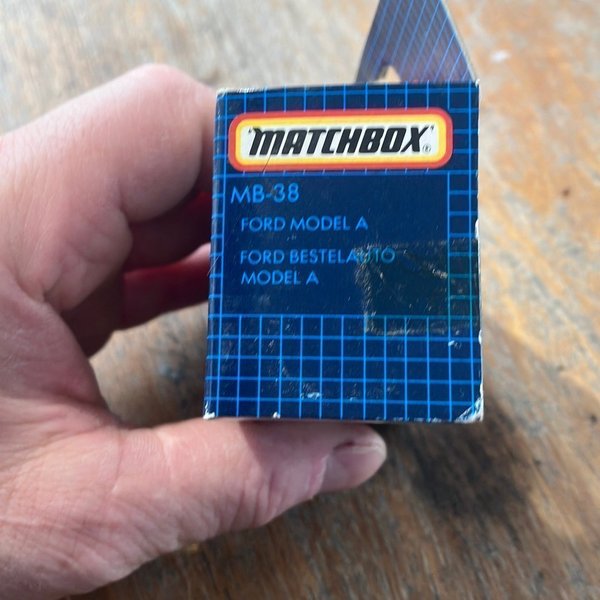 "MATCHBOX"®
MB-38
FORD MODEL A
FORD BESTELAUTO
MODEL A